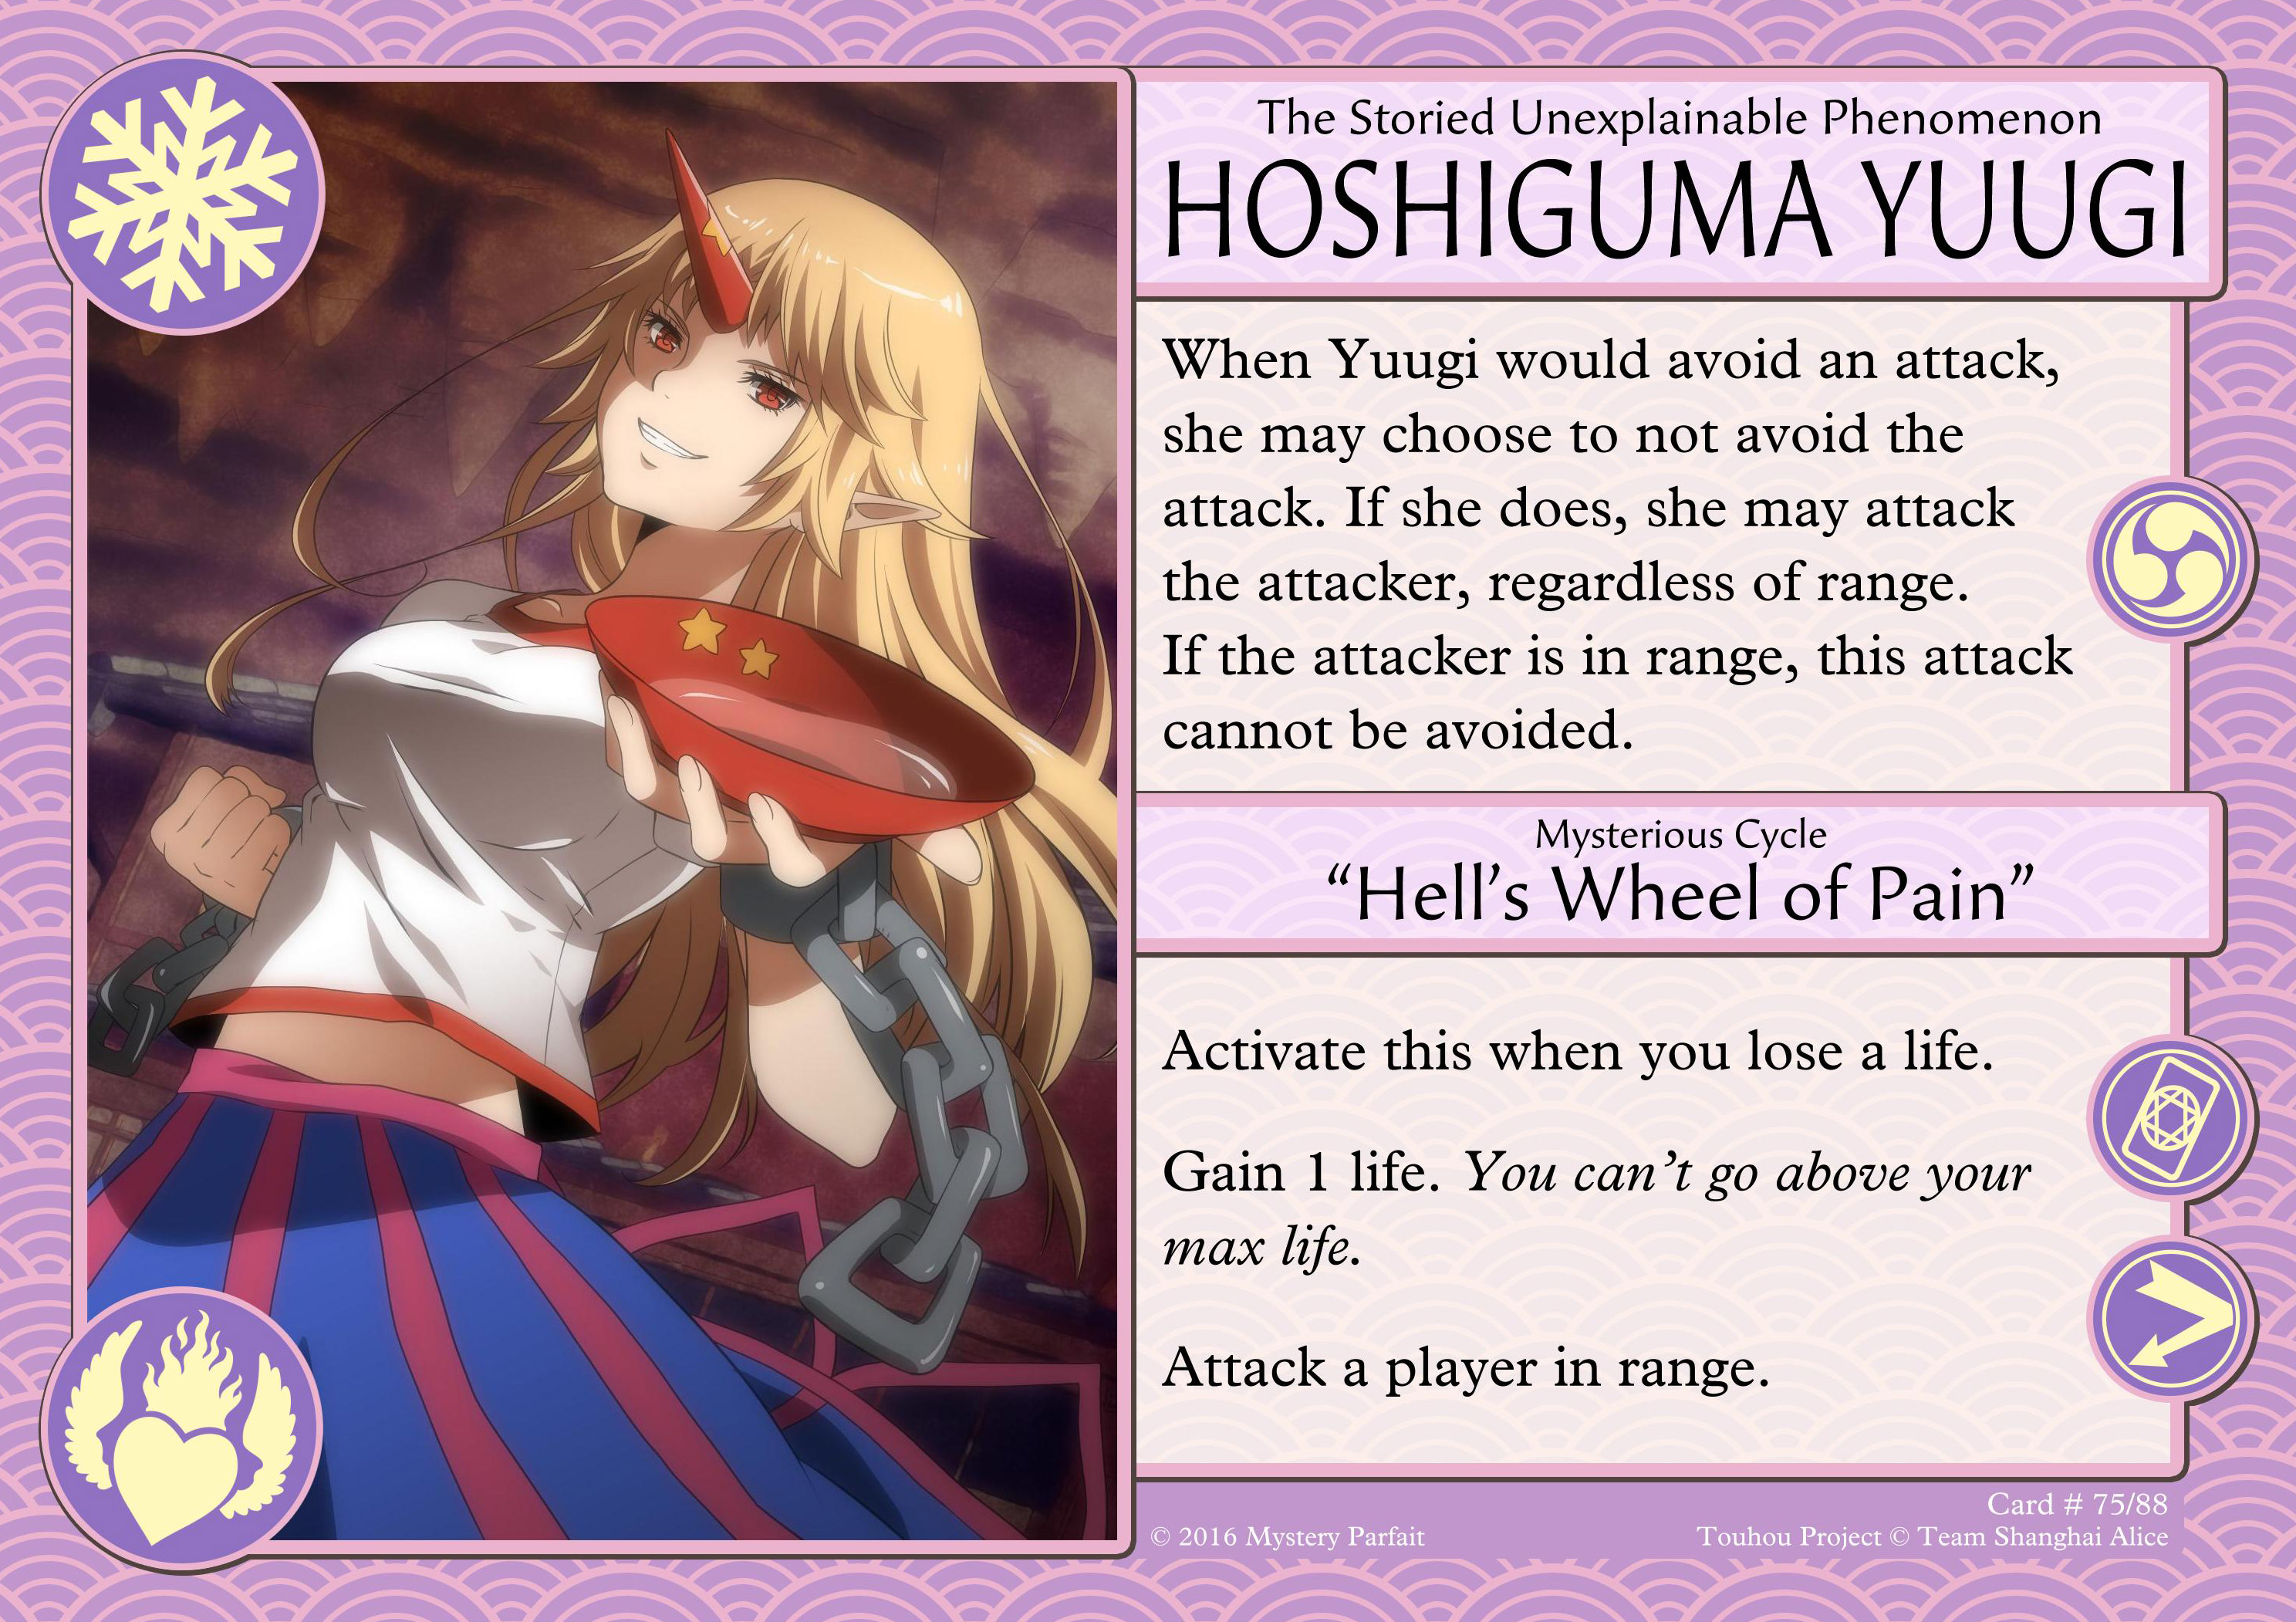 The Storied Unexplainable Phenomenon
HOSHIGUMA YUUGI
When Yuugi would avoid an attack,
she may choose to not avoid the
attack. If she does, she may attack
the attacker, regardless of range.
If the attacker is in range, this attack
cannot be avoided.
Mysterious Cycle
“Hell’s Wheel of Pain”
Activate this when you lose a life.
Gain 1 life. You can’t go above your
max life.
Attack a player in range.
Card # 75/88
© 2016 Mystery Parfait
Touhou Project © Team Shanghai Alice